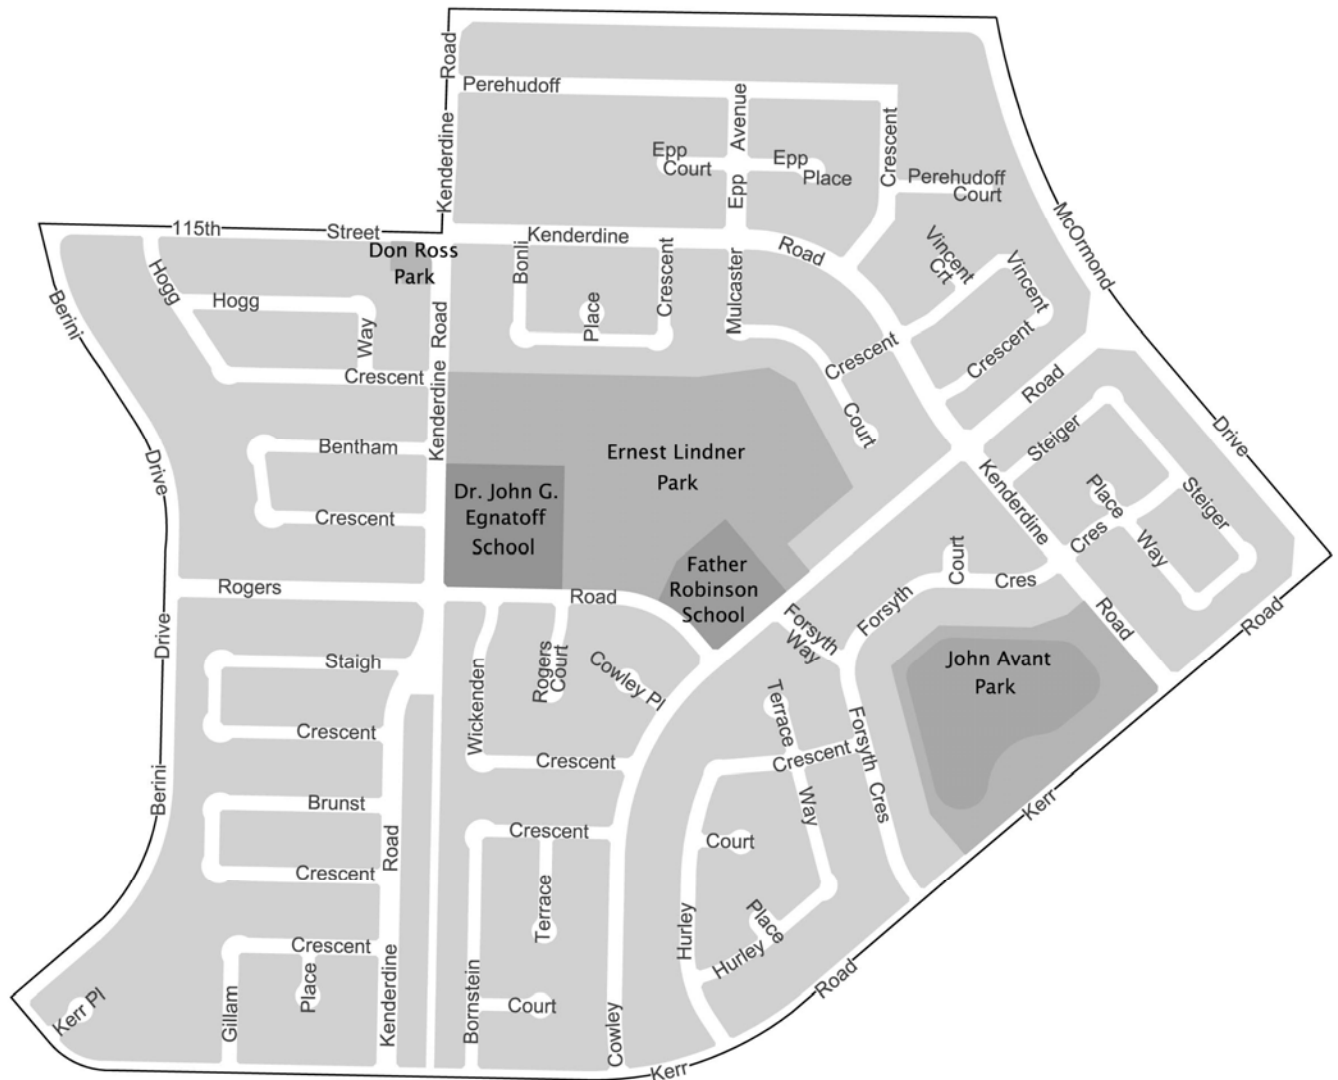 Road
Kenderdine
Perehudoff
Avenue
Epp
Crescent
Epp
Court
Epp
Place
Perehudoff
Court
115th
Street
Don Ross
Park
Bonli
Kenderdine
Crescent
Road
Mulcaster
Vincent
Crt
Vincent
McOrmond
Hogg
Hogg
Way
Crescent
Berini
Road
Kenderdine
Place
Crescent
Crescent
Court
Road
Steiger
Drive
Bentham
Crescent
Drive
Dr. John G.
Egnatoff
School
Ernest Lindner
Park
Father
Robinson
School
Kenderdine
Place
Cres
Way
Steiger
Road
Rogers
Road
Court
Cres
Forsyth
Forsyth
Way
Road
John Avant
Park
Drive
Staigh
Crescent
Wickenden
Rogers
Court
Cowley Pl
Crescent
Terrace
Crescent
Way
Forsyth
Cres
Kerr
Berini
Brunst
Crescent
Road
Crescent
Terrace
Court
Place
Hurley
Hurley
Road
Crescent
Place
Gillam
Kenderdine
Kerr Pl
Bornstein
Court
Cowley
Kerr